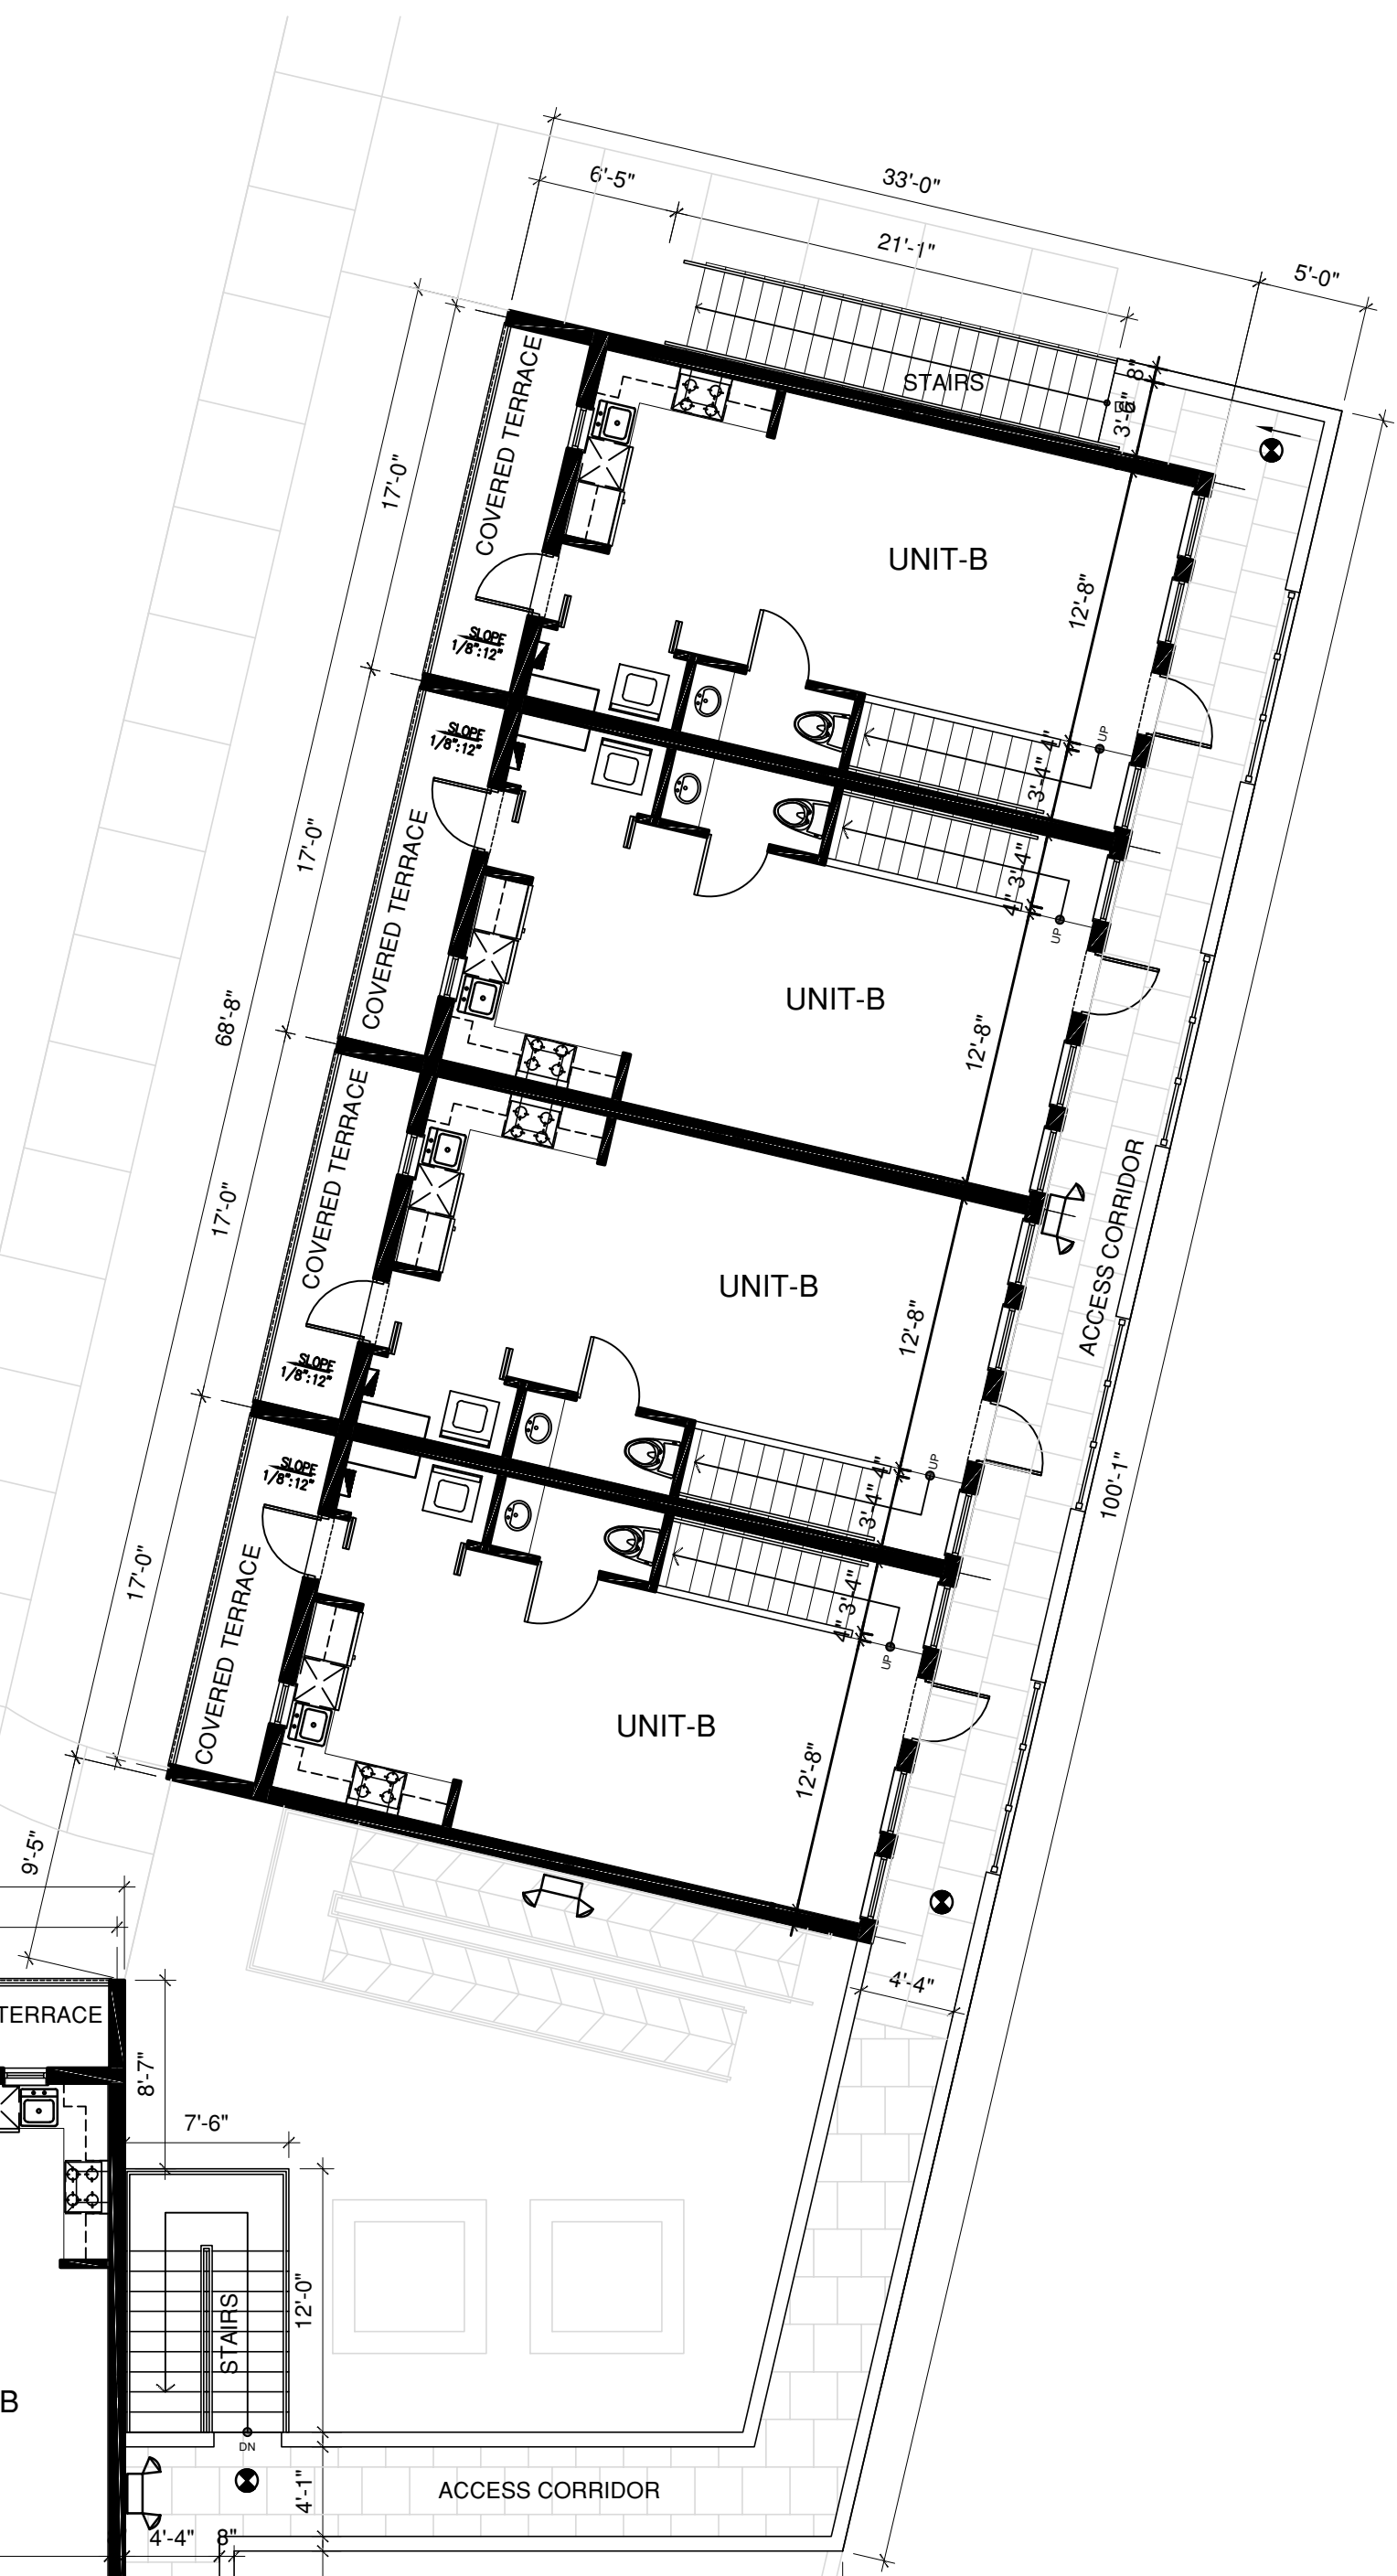 33'-0"
6'-5"
21'-1"
5'-0"
STAIRS
8"
3'-6"
COVERED TERRACE
17'-0"
UNIT-B
12'-8"
SLOPE
1/8":12"
UP
4"
3'-4"
SLOPE
1/8":12"
COVERED TERRACE
17'-0"
3'-4"
4"
UP
UNIT-B
12'-8"
68'-8"
COVERED TERRACE
17'-0"
UNIT-B
12'-8"
ACCESS CORRIDOR
SLOPE
1/8":12"
UP
4"
3'-4"
100'-1"
SLOPE
1/8":12"
COVERED TERRACE
17'-0"
3'-4"
4"
UP
UNIT-B
12'-8"
9'-5"
4'-4"
TERRACE
8'-7"
7'-6"
STAIRS
12'-0"
B
DN
ACCESS CORRIDOR
4'-1"
4'-4"
8"